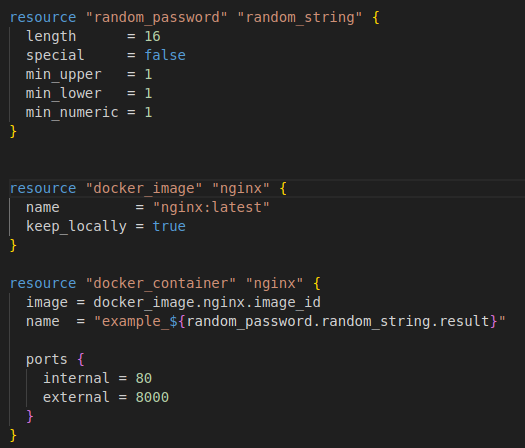 resource "random_password" "random_string" {
  length      = 16
  special     = false
  min_upper   = 1
  min_lower   = 1
  min_numeric = 1
}
resource "docker_image" "nginx" {
  name         = "nginx:latest"
  keep_locally = true
}
resource "docker_container" "nginx" {
  image = docker_image.nginx.image_id
  name  = "example_${random_password.random_string.result}"
  ports {
    internal = 80
    external = 8000
  }
}